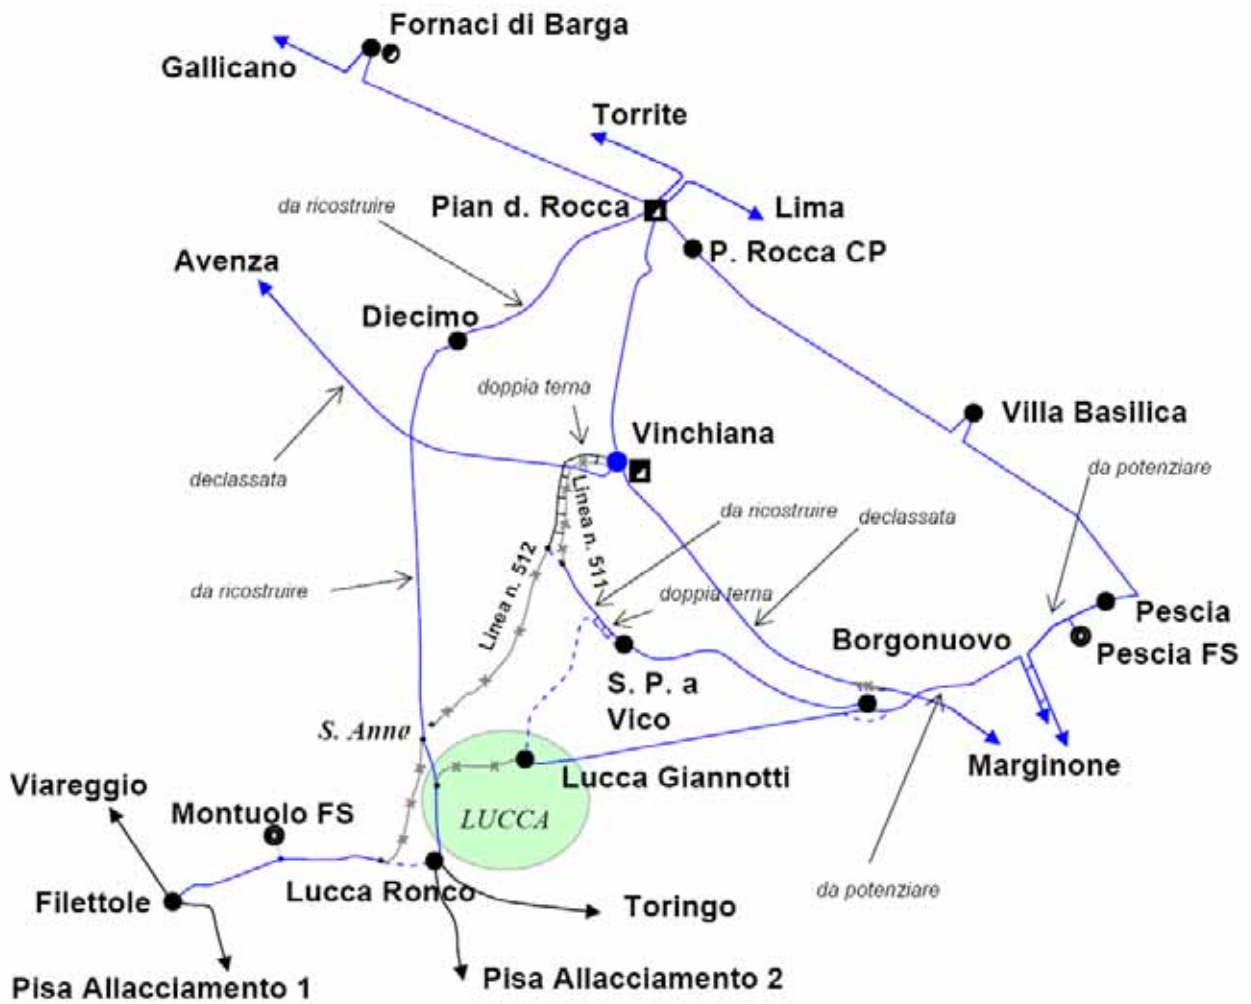 Fornaci di Barga
Gallicano
Torrite
da ricostruire
Pian d. Rocca
Lima
P. Rocca CP
Avenza
Diecimo
doppia terna
Villa Basilica
Vinchiana
da potenziare
declassata
Linea n. 511
da ricostruire
declassata
Linea n. 512
da ricostruire
doppia terna
Pescia
Borgonuovo
Pescia FS
S. P. a
Vico
S. Anna
Lucca Giannotti
Marginone
Viareggio
Montuolo FS
LUCCA
da potenziare
Lucca Ronco
Filettole
Toringo
Pisa Allacciamento 1
Pisa Allacciamento 2